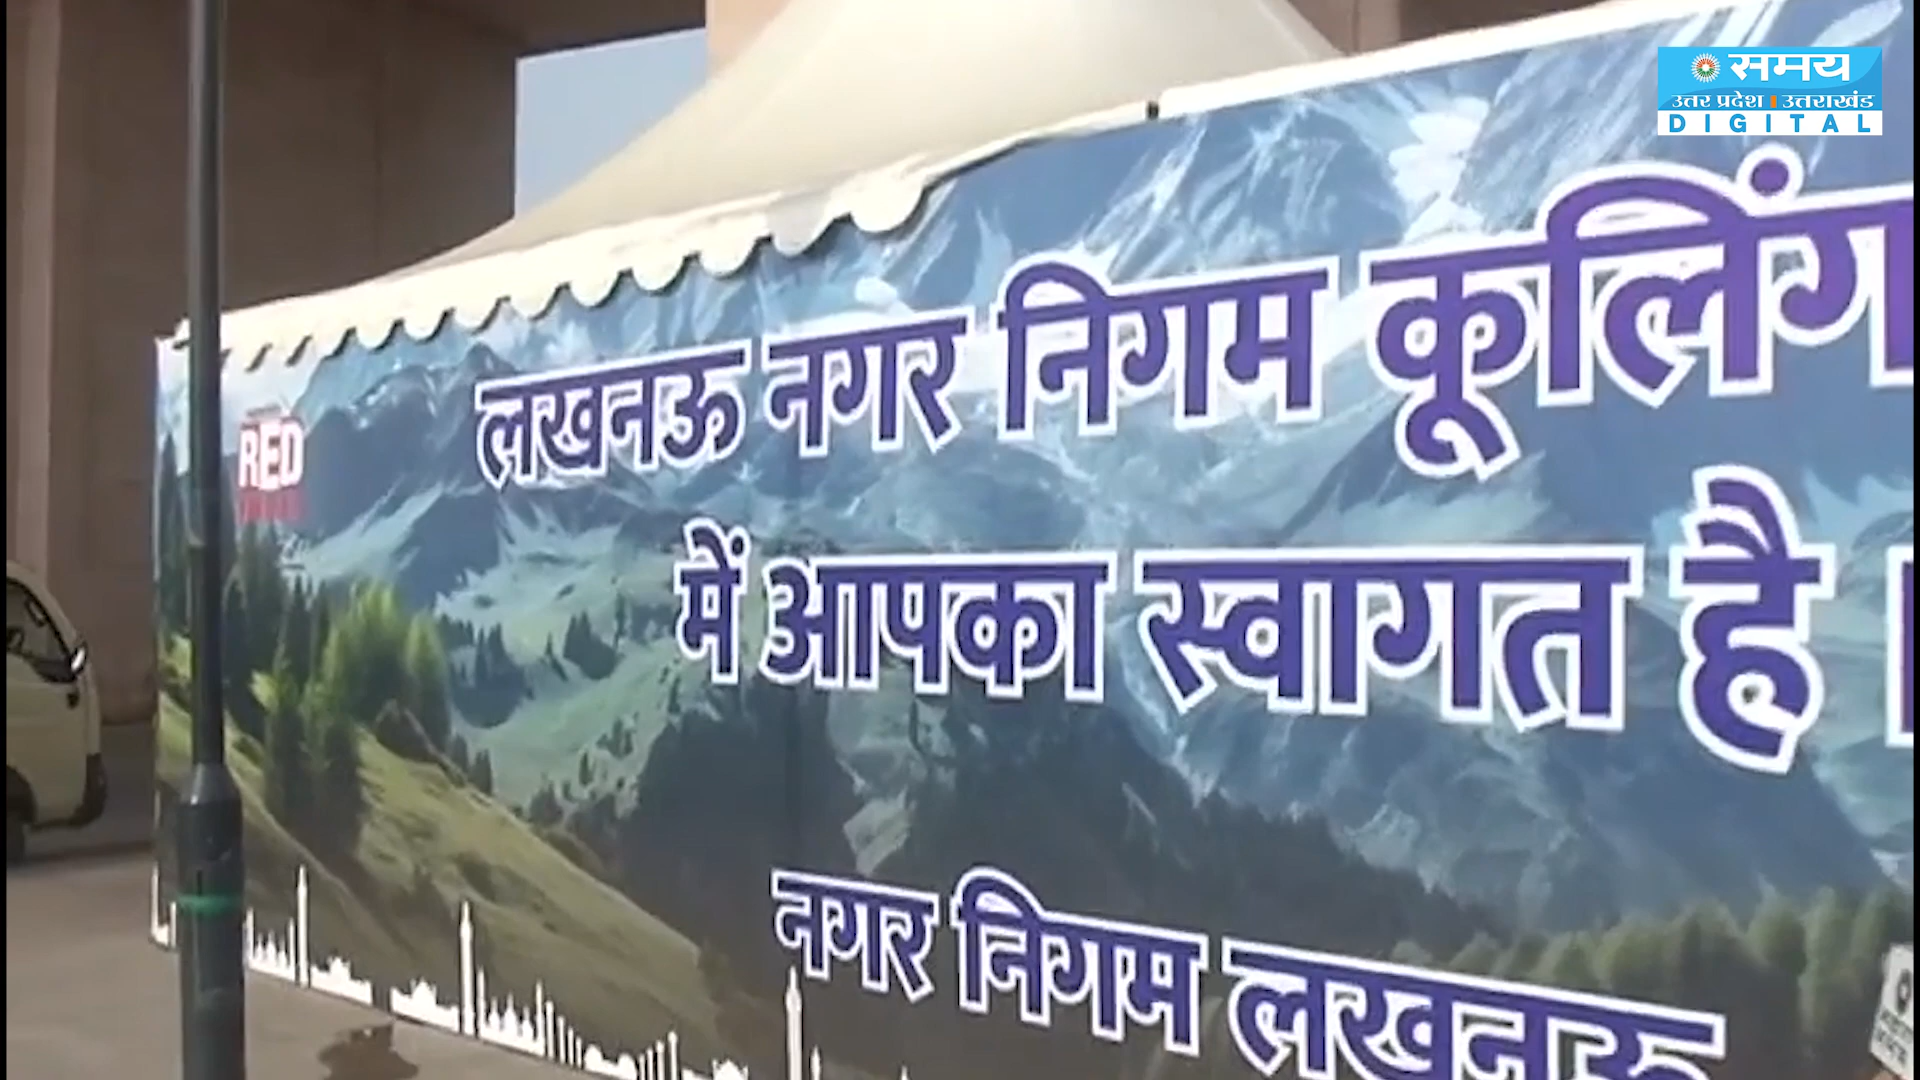 समय
उत्तर प्रदेश उत्तराखंड
DIGITAL
RED
लखनऊ नगर निगम कूलिंग
में आपका स्वागत है
नगर निगम लखनऊ